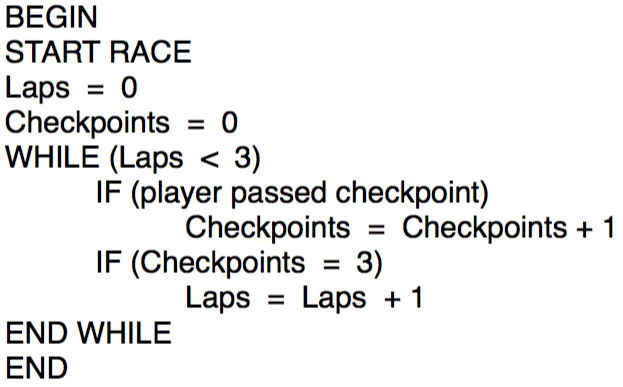 BEGIN
START RACE
Laps = 0
Checkpoints = 0
WHILE (Laps < 3)
IF (player passed checkpoint)
Checkpoints = Checkpoints + 1
IF (Checkpoints = 3)
Laps = Laps + 1
END WHILE
END